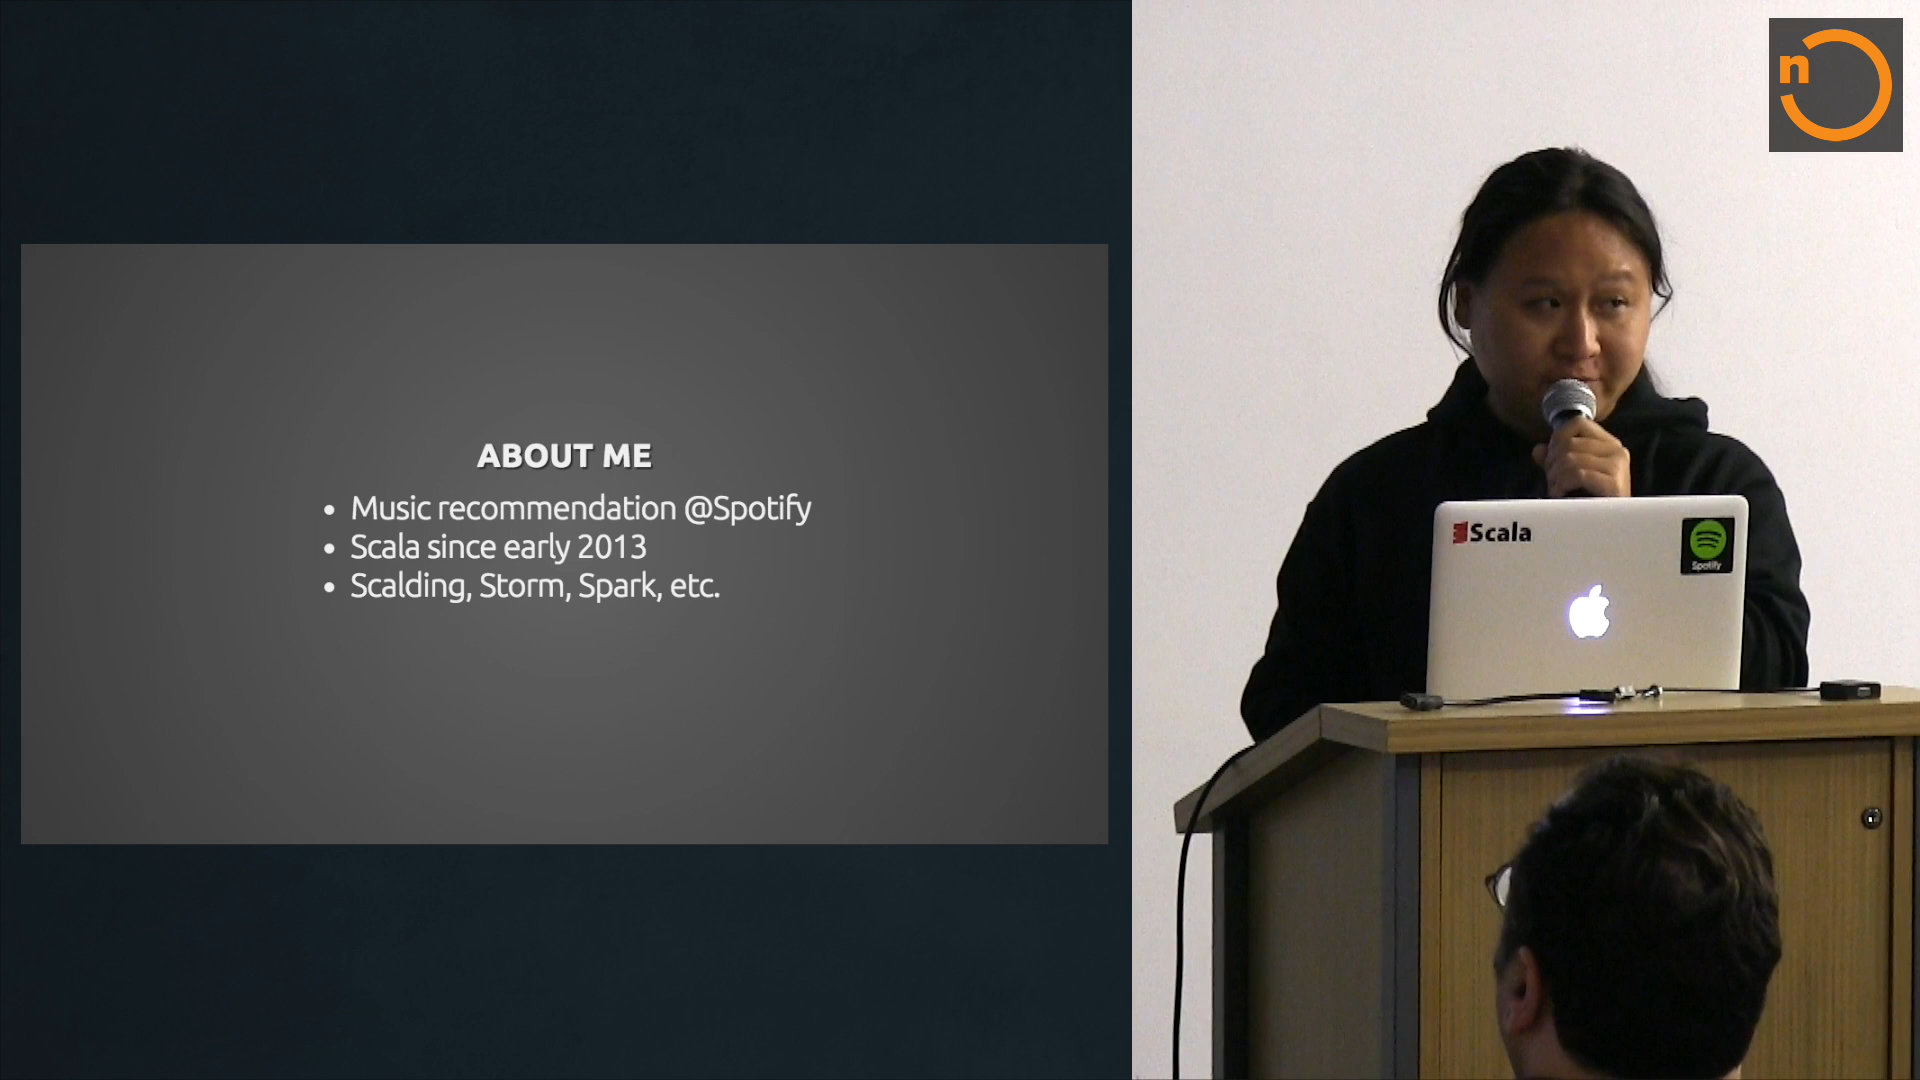 ABOUT ME
• Music recommendation @Spotify
• Scala since early 2013
• Scalding, Storm, Spark, etc.
n
Scala
Spotify